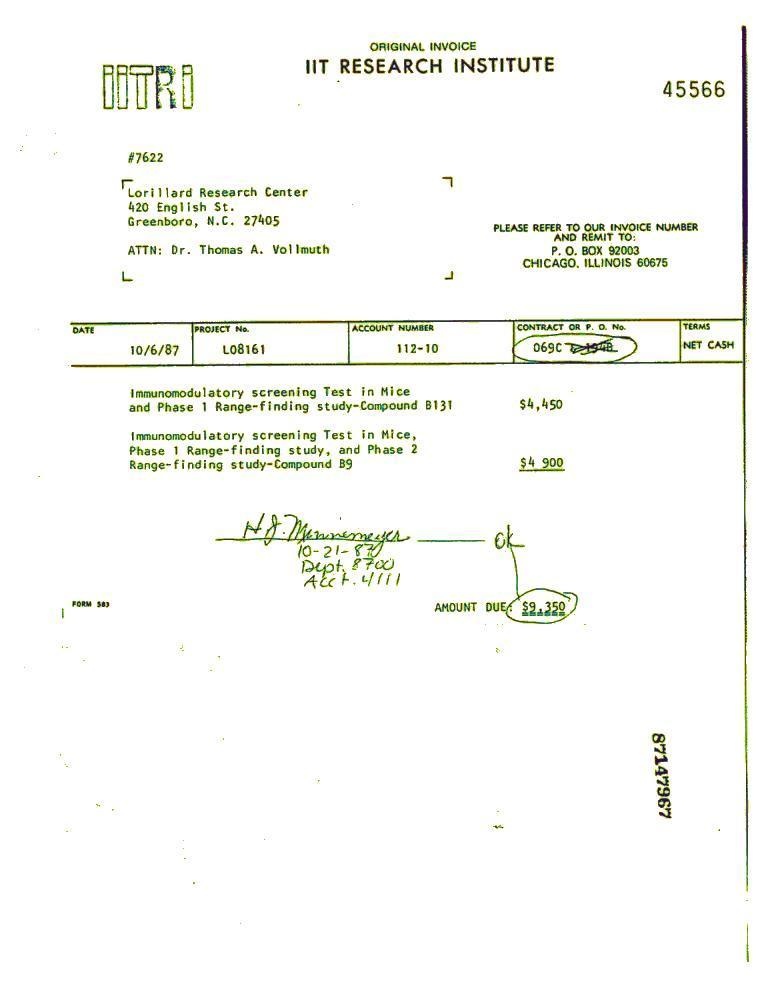 ORIGINAL INVOICE
IIT RESEARCH INSTITUTE
IITRI
45566
#7622
Lorillard Research Center
420 English St.
Greenboro, N.C. 27405
ATTN: Dr. Thomas A. Vollmuth
PLEASE REFER TO OUR INVOICE NUMBER
AND REMIT TO:
P. O. BOX 92003
CHICAGO, ILLINOIS 60675
DATE PROJECT No. ACCOUNT NUMBER CONTRACT OR P. O. No. TERMS
10/6/87 L08161 112-10 069C NET CASH
Immunomodulatory screening Test in Mice
and Phase 1 Range-finding study-Compound B131 $4,450
Immunomodulatory screening Test in Mice,
Phase 1 Range-finding study, and Phase 2
Range-finding study-Compound B9 $4 900
H.J. Minnemeyer ok
10-21-87
Dept. 8700
Acct. 4111
FORM 583
AMOUNT DUE: $9,350
87147967